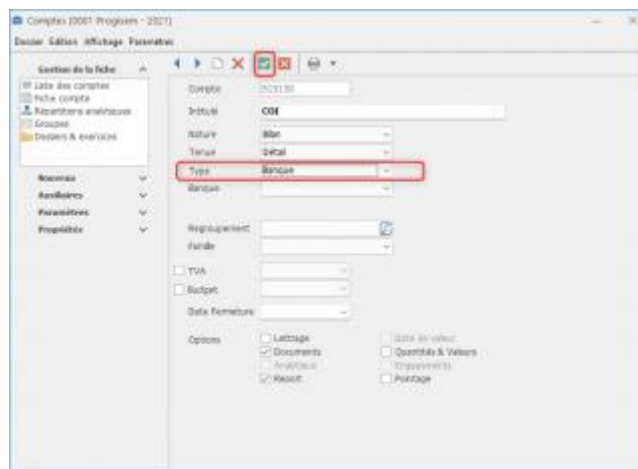 Comptes [0001 Progisem - 2021]
Dossier Edition Affichage Paramètres
Gestion de la fiche
Liste des comptes
Fiche compte
Répartitions analytiques
Groupes
Dossiers & exercices
Nouveau
Auxiliaires
Paramètres
Propriétés
Compte
Intitulé CGI
Nature Bilan
Tenue Détail
Type Banque
Banque
Regroupement
Famille
TVA
Budget
Date Fermeture
Options Lettrage Date de valeur
Documents Quantités & Valeurs
Analytique Engagements
Report Pointage